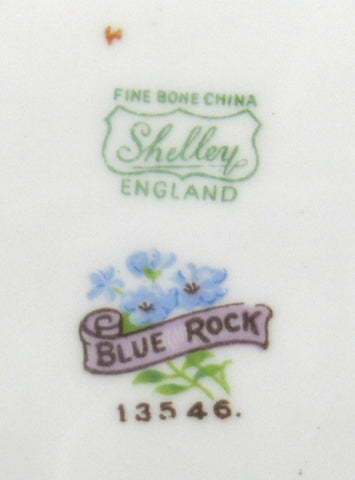 FINE BONE CHINA
Shelley
ENGLAND
BLUE ROCK
13546.